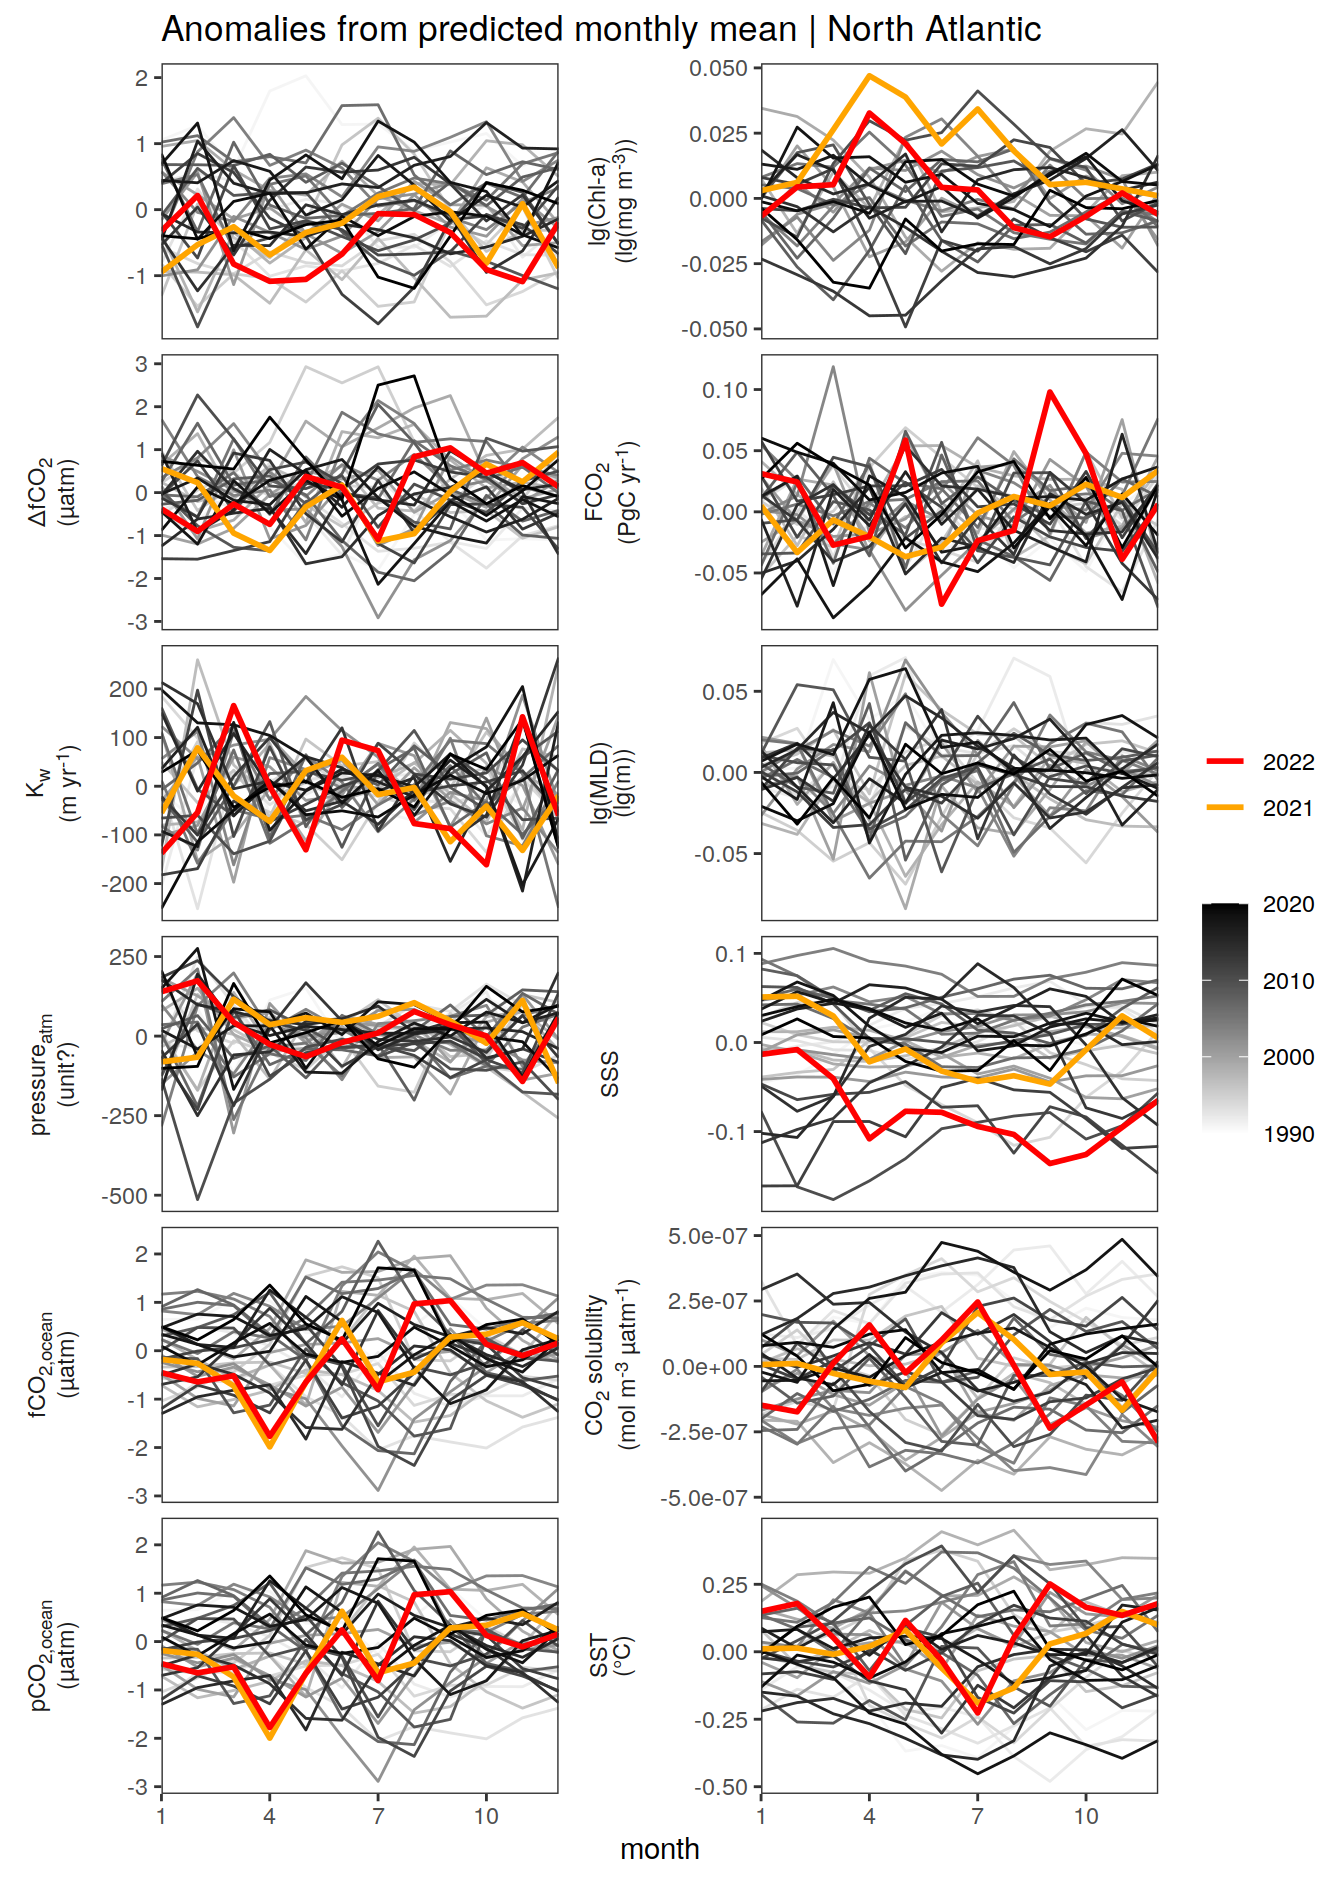 Anomalies from predicted monthly mean | North Atlantic
2
1
0
-1
lg(Chl-a)
(lg(mg m⁻³))
0.050
0.025
0.000
-0.025
-0.050
ΔfCO₂
(µatm)
3
2
1
0
-1
-2
-3
FCO₂
(PgC yr⁻¹)
0.10
0.05
0.00
-0.05
K_w
(m yr⁻¹)
200
100
0
-100
-200
lg(MLD)
(lg(m))
0.05
0.00
-0.05
pressure_atm
(unit?)
250
0
-250
-500
SSS
0.1
0.0
-0.1
fCO₂,ocean
(µatm)
2
1
0
-1
-2
-3
CO₂ solubility
(mol m⁻³ µatm⁻¹)
5.0e-07
2.5e-07
0.0e+00
-2.5e-07
-5.0e-07
pCO₂,ocean
(µatm)
2
1
0
-1
-2
-3
SST
(°C)
0.25
0.00
-0.25
-0.50
1 4 7 10
1 4 7 10
month
2022
2021
2020
2010
2000
1990